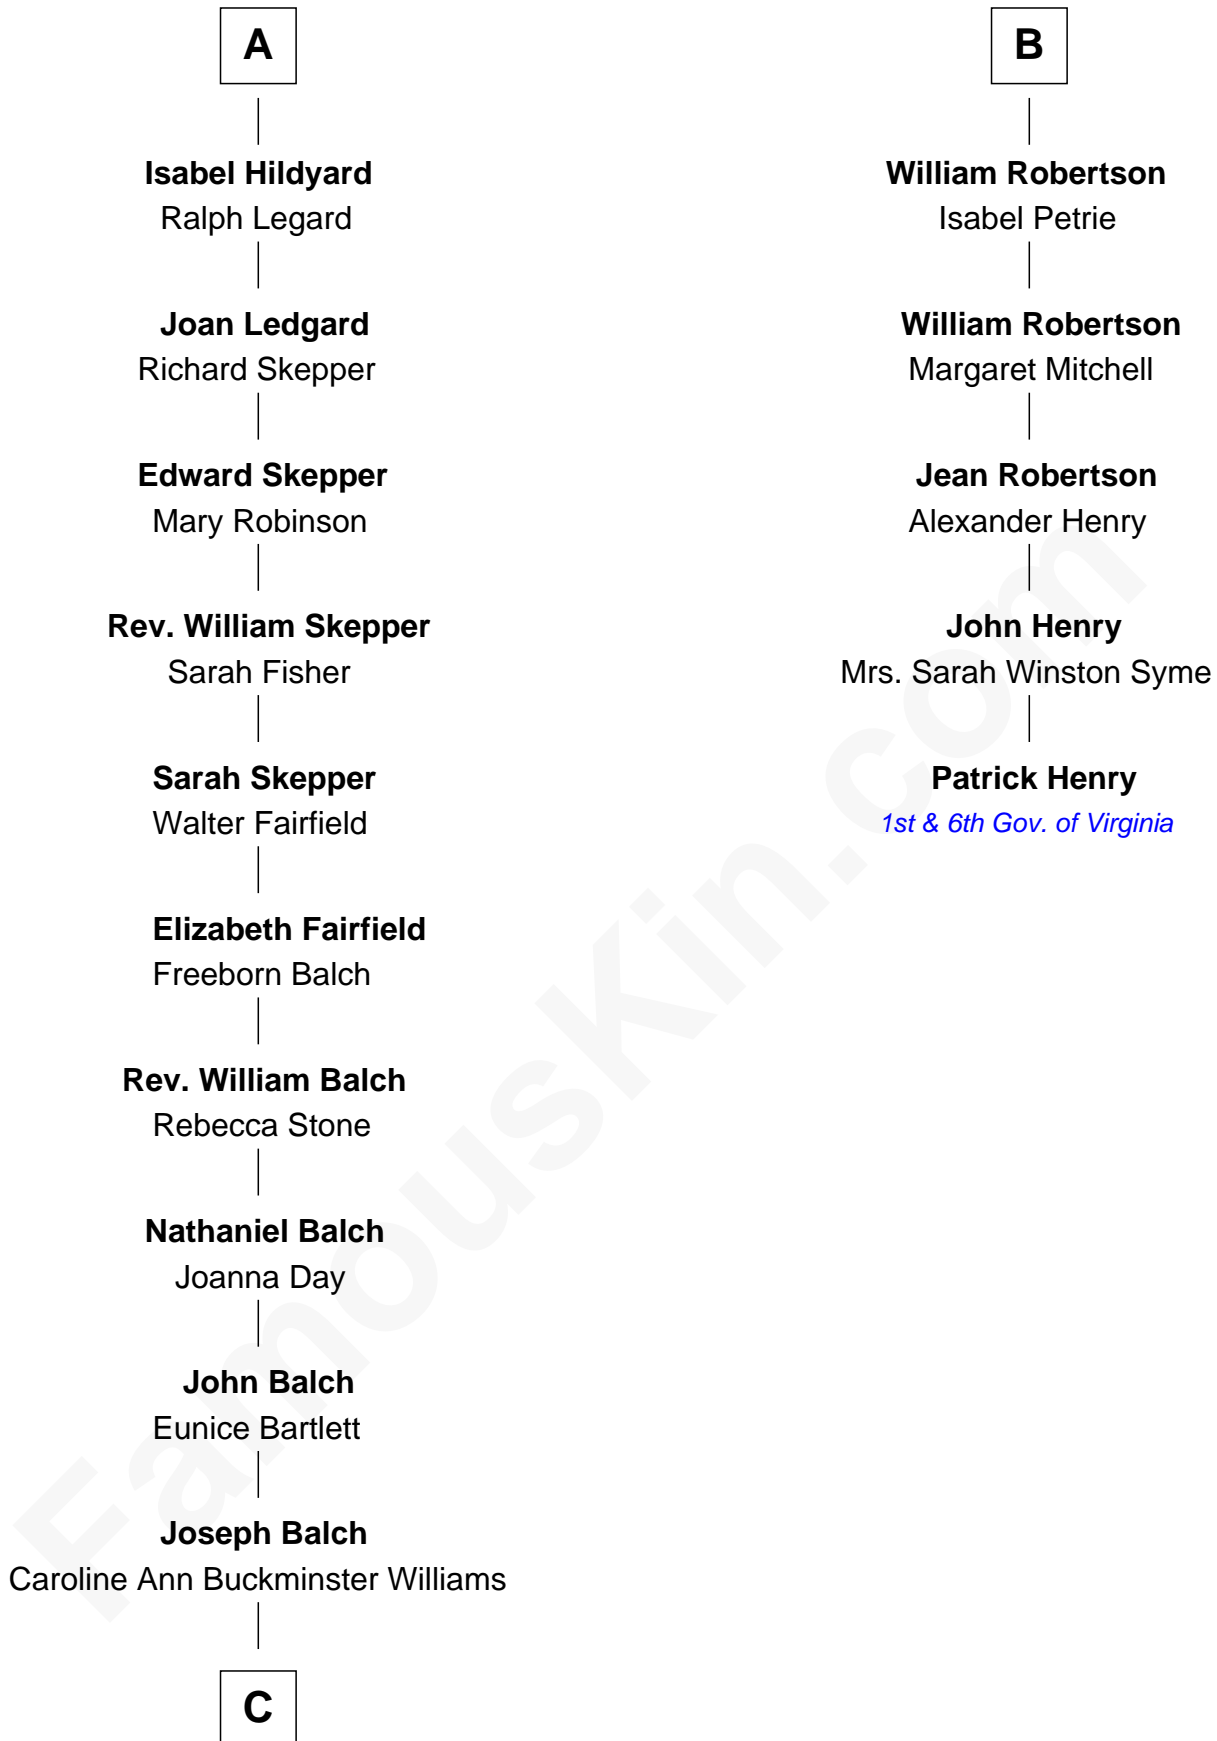 A
Isabel Hildyard
Ralph Legard
Joan Ledgard
Richard Skepper
Edward Skepper
Mary Robinson
Rev. William Skepper
Sarah Fisher
Sarah Skepper
Walter Fairfield
Elizabeth Fairfield
Freeborn Balch
Rev. William Balch
Rebecca Stone
Nathaniel Balch
Joanna Day
John Balch
Eunice Bartlett
Joseph Balch
Caroline Ann Buckminster Williams
C
B
William Robertson
Isabel Petrie
William Robertson
Margaret Mitchell
Jean Robertson
Alexander Henry
John Henry
Mrs. Sarah Winston Syme
Patrick Henry
1st & 6th Gov. of Virginia
FamousKin.com